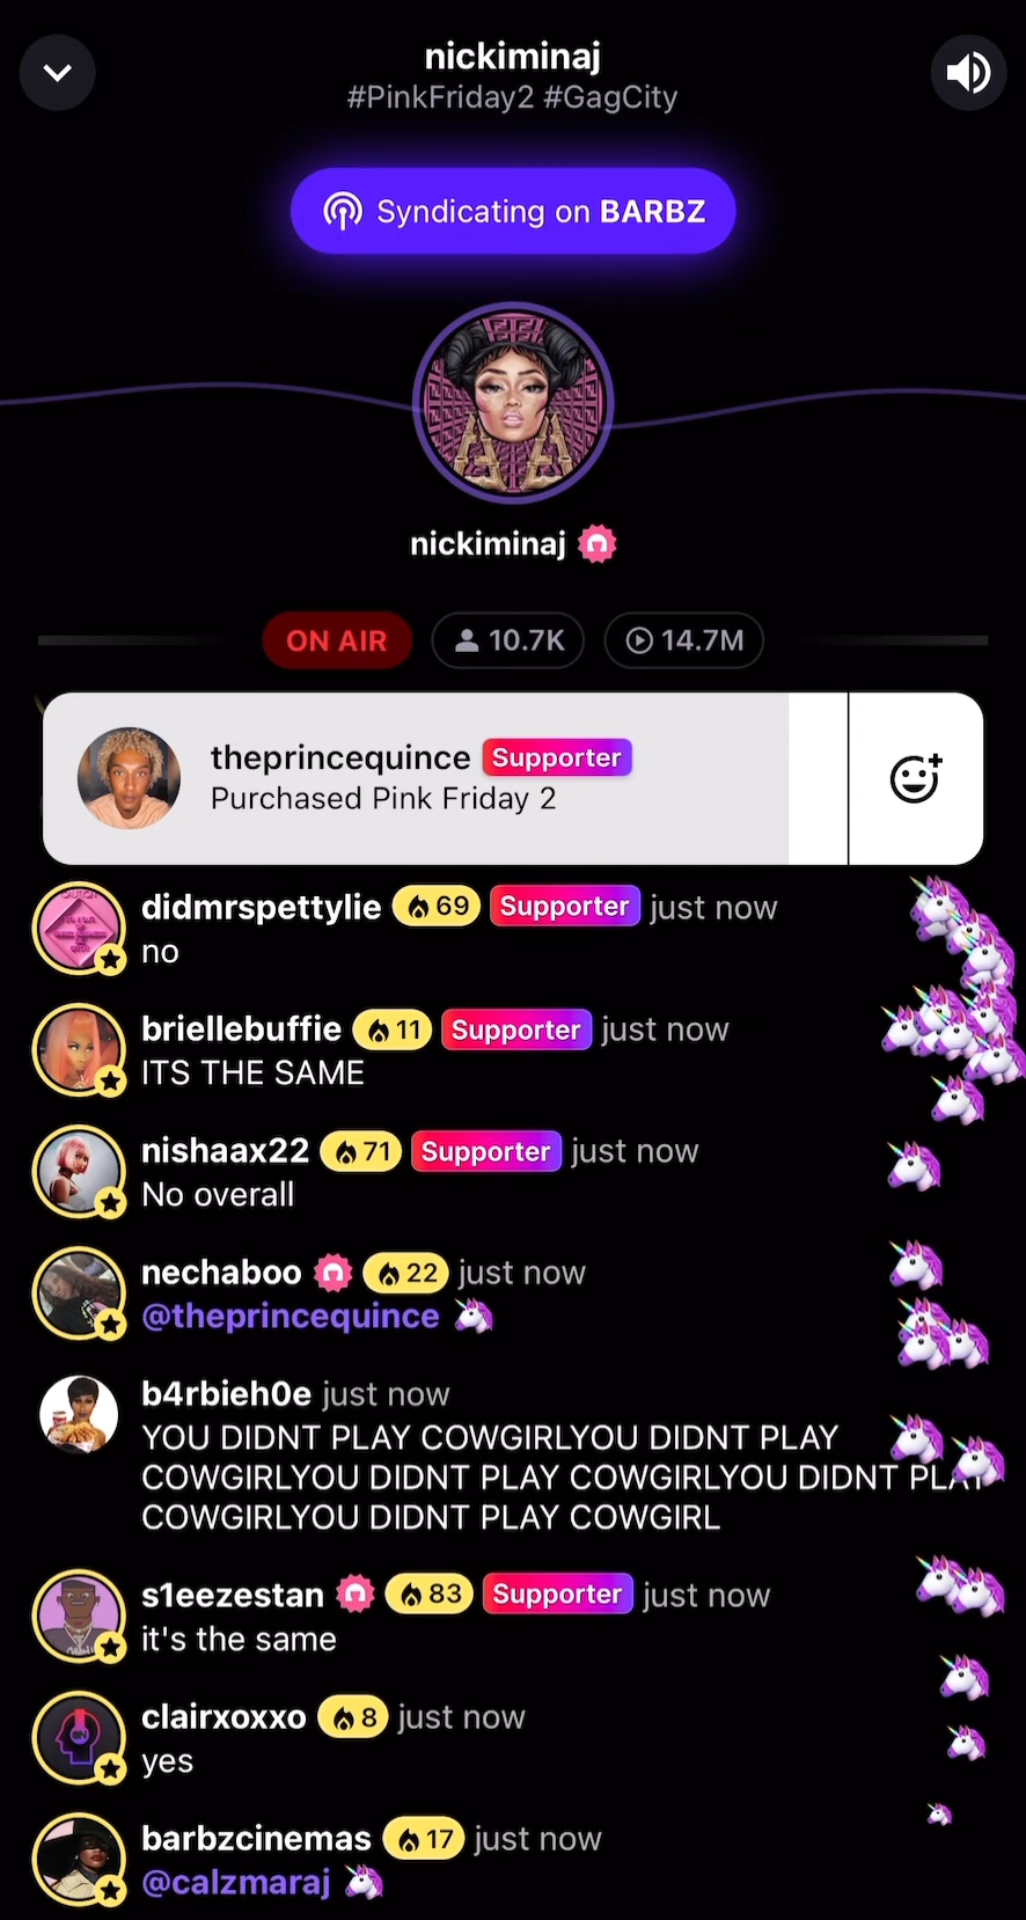 nickiminaj
#PinkFriday2 #GagCity
Syndicating on BARBZ
nickiminaj
ON AIR 10.7K 14.7M
theprincequince Supporter
Purchased Pink Friday 2
didmrspettylie 69 Supporter just now
no
briellebuffie 11 Supporter just now
ITS THE SAME
nishaax22 71 Supporter just now
No overall
nechaboo 22 just now
@theprincequince 🦄
b4rbieh0e just now
YOU DIDNT PLAY COWGIRLYOU DIDNT PLAY
COWGIRLYOU DIDNT PLAY COWGIRLYOU DIDNT PLAY
COWGIRLYOU DIDNT PLAY COWGIRL
s1eezestan 83 Supporter just now
it's the same
clairxoxxo 8 just now
yes
barbzcinemas 17 just now
@calzmaraj 🦄